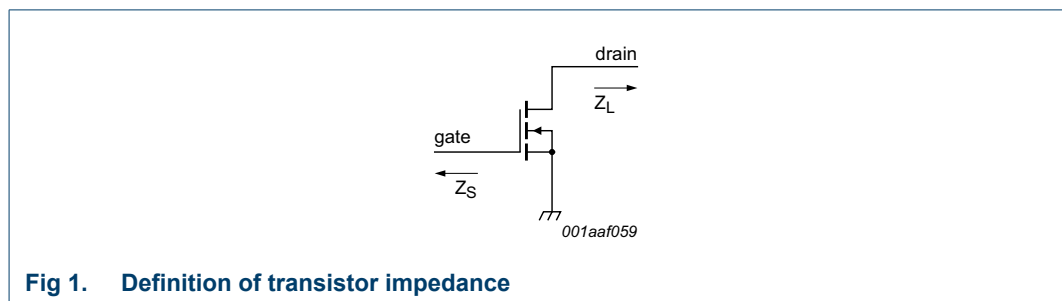 drain
Z_L
gate
Z_S
001aaf059
Fig 1. Definition of transistor impedance